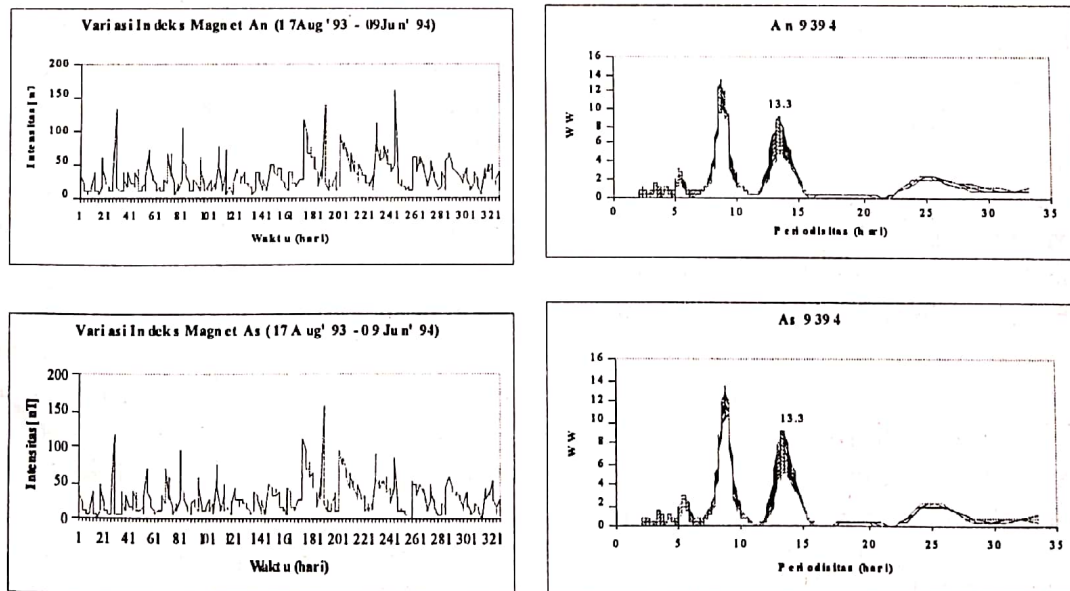 Variasi Indeks Magnet An (17Aug'93 - 09Jun'94)
Intensitas [n]
200
150
100
50
0
1 21 41 61 81 101 121 141 161 181 201 221 241 261 281 301 321
Waktu (hari)
An 9394
WW
16
14
12
10
8
6
4
2
0
13.3
0 5 10 15 20 25 30 35
Periodisitas (hari)
Variasi Indeks Magnet As (17Aug'93 - 09Jun'94)
Intensitas [nT]
200
150
100
50
0
1 21 41 61 81 101 121 141 161 181 201 221 241 261 281 301 321
Waktu (hari)
As 9394
WW
16
14
12
10
8
6
4
2
0
13.3
0 5 10 15 20 25 30 35
Periodisitas (hari)